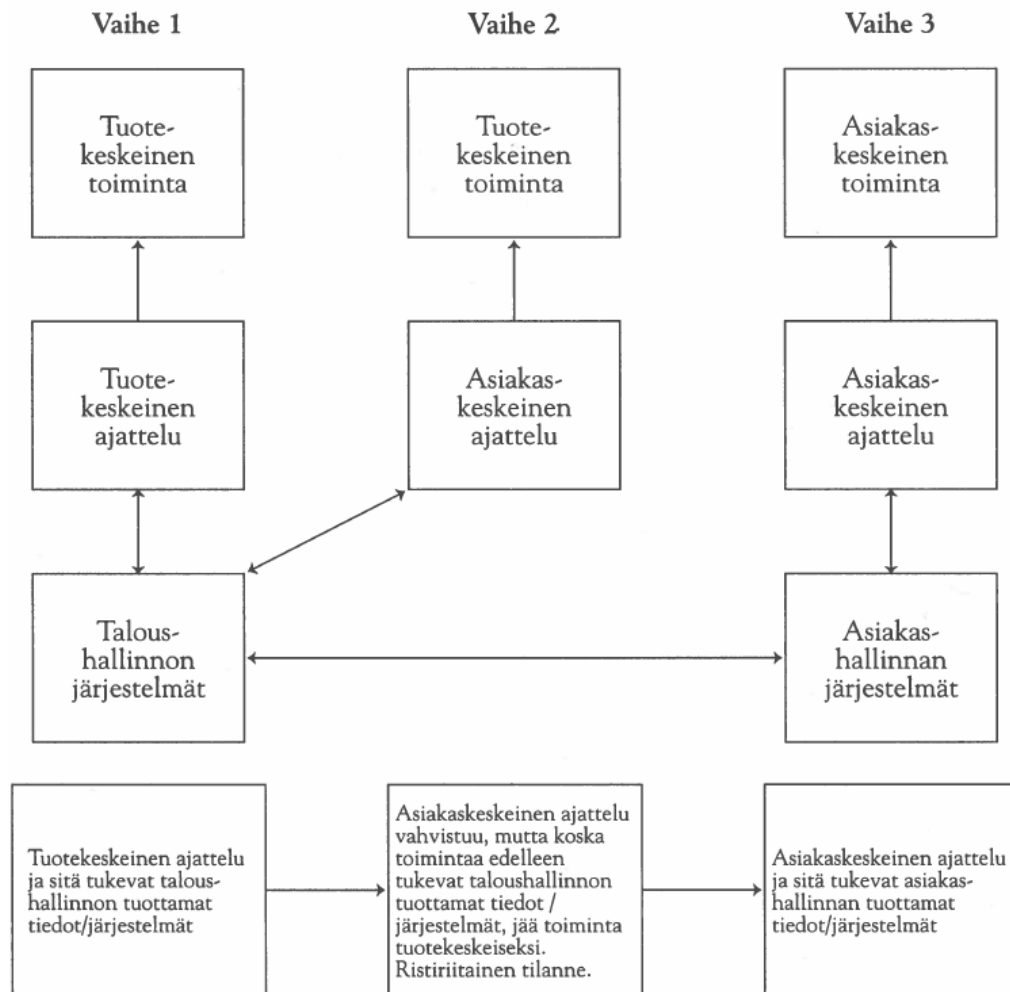 Vaihe 1
Vaihe 2
Vaihe 3
Tuote-
keskeinen
toiminta
Tuote-
keskeinen
toiminta
Asiakas-
keskeinen
toiminta
Tuote-
keskeinen
ajattelu
Asiakas-
keskeinen
ajattelu
Asiakas-
keskeinen
ajattelu
Talous-
hallinnon
järjestelmät
Asiakas-
hallinnan
järjestelmät
Tuotekeskeinen ajattelu
ja sitä tukevat talous-
hallinnon tuottamat
tiedot/järjestelmät
Asiakaskeskeinen ajattelu
vahvistuu, mutta koska
toimintaa edelleen
tukevat taloushallinnon
tuottamat tiedot /
järjestelmät, jää toiminta
tuotekeskeiseksi.
Ristiriitainen tilanne.
Asiakaskeskeinen ajattelu
ja sitä tukevat asiakas-
hallinnan tuottamat
tiedot/järjestelmät